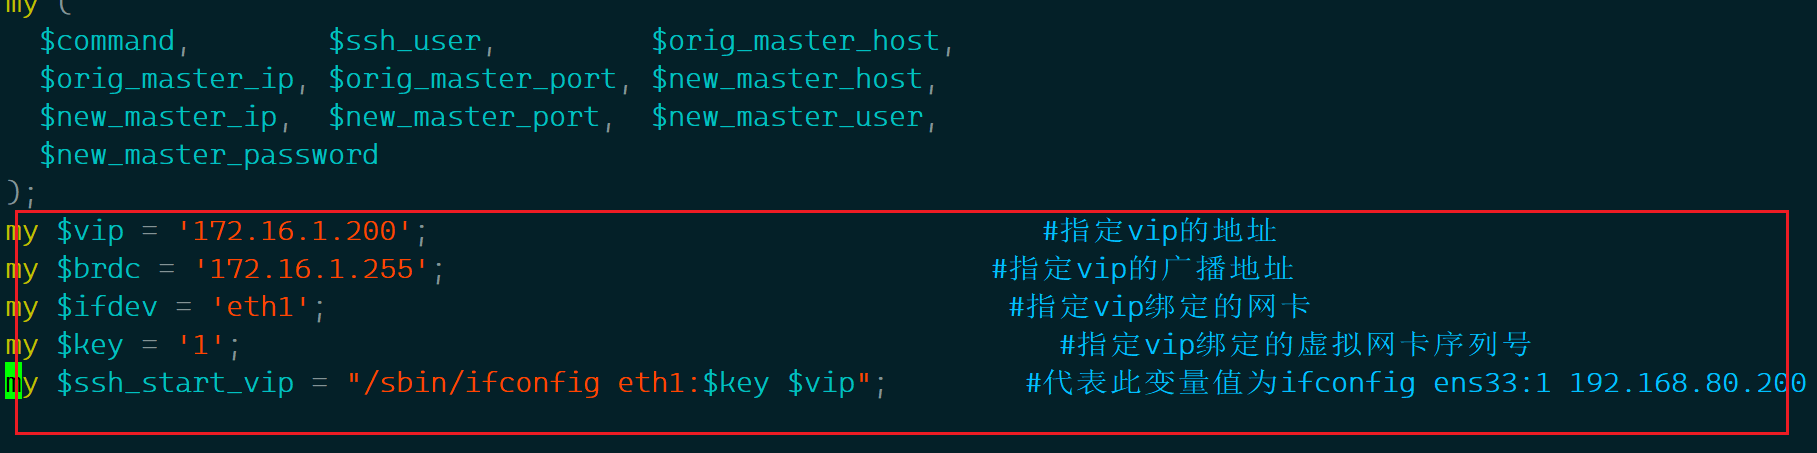 my (
$command, $ssh_user, $orig_master_host,
$orig_master_ip, $orig_master_port, $new_master_host,
$new_master_ip, $new_master_port, $new_master_user,
$new_master_password
);
my $vip = '172.16.1.200'; #指定vip的地址
my $brdc = '172.16.1.255'; #指定vip的广播地址
my $ifdev = 'eth1'; #指定vip绑定的网卡
my $key = '1'; #指定vip绑定的虚拟网卡序列号
my $ssh_start_vip = "/sbin/ifconfig eth1:$key $vip"; #代表此变量值为ifconfig ens33:1 192.168.80.200